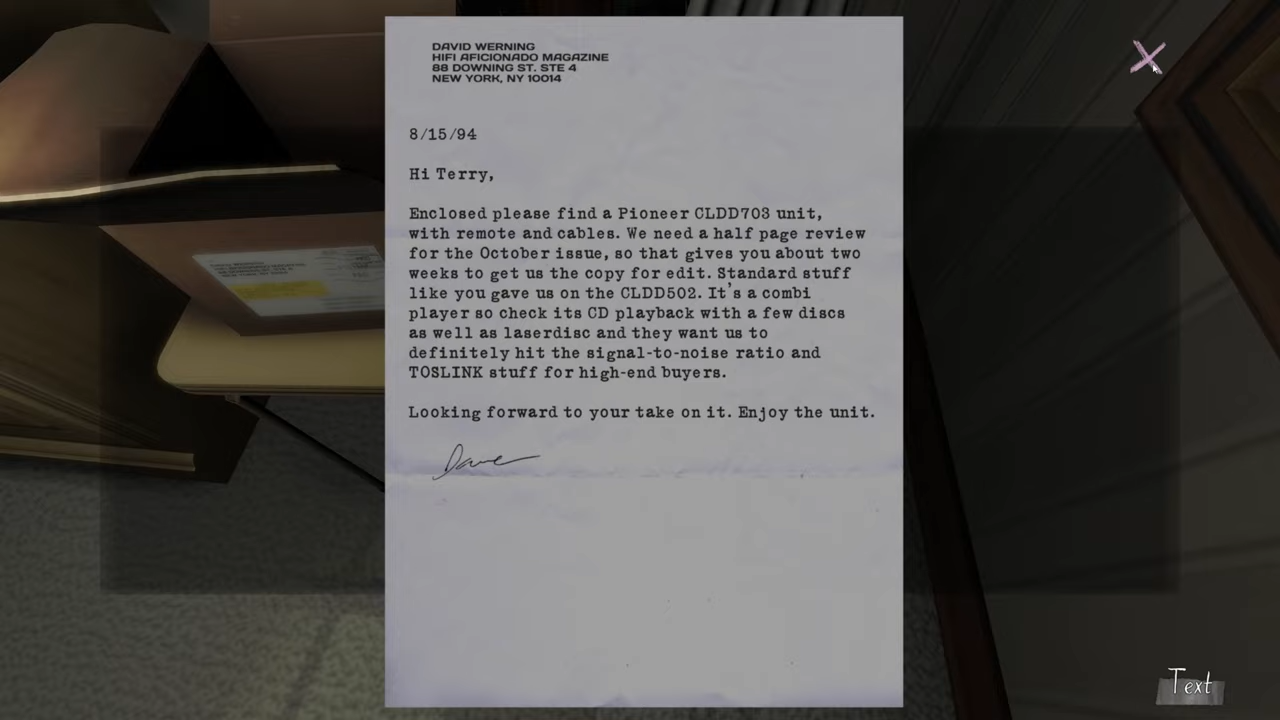 DAVID WERNING
HIFI AFICIONADO MAGAZINE
88 DOWNING ST. STE 4
NEW YORK, NY 10014
8/15/94
Hi Terry,
Enclosed please find a Pioneer CLDD703 unit,
with remote and cables. We need a half page review
for the October issue, so that gives you about two
weeks to get us the copy for edit. Standard stuff
like you gave us on the CLDD502. It's a combi
player so check its CD playback with a few discs
as well as laserdisc and they want us to
definitely hit the signal-to-noise ratio and
TOSLINK stuff for high-end buyers.
Looking forward to your take on it. Enjoy the unit.
Dave
Text